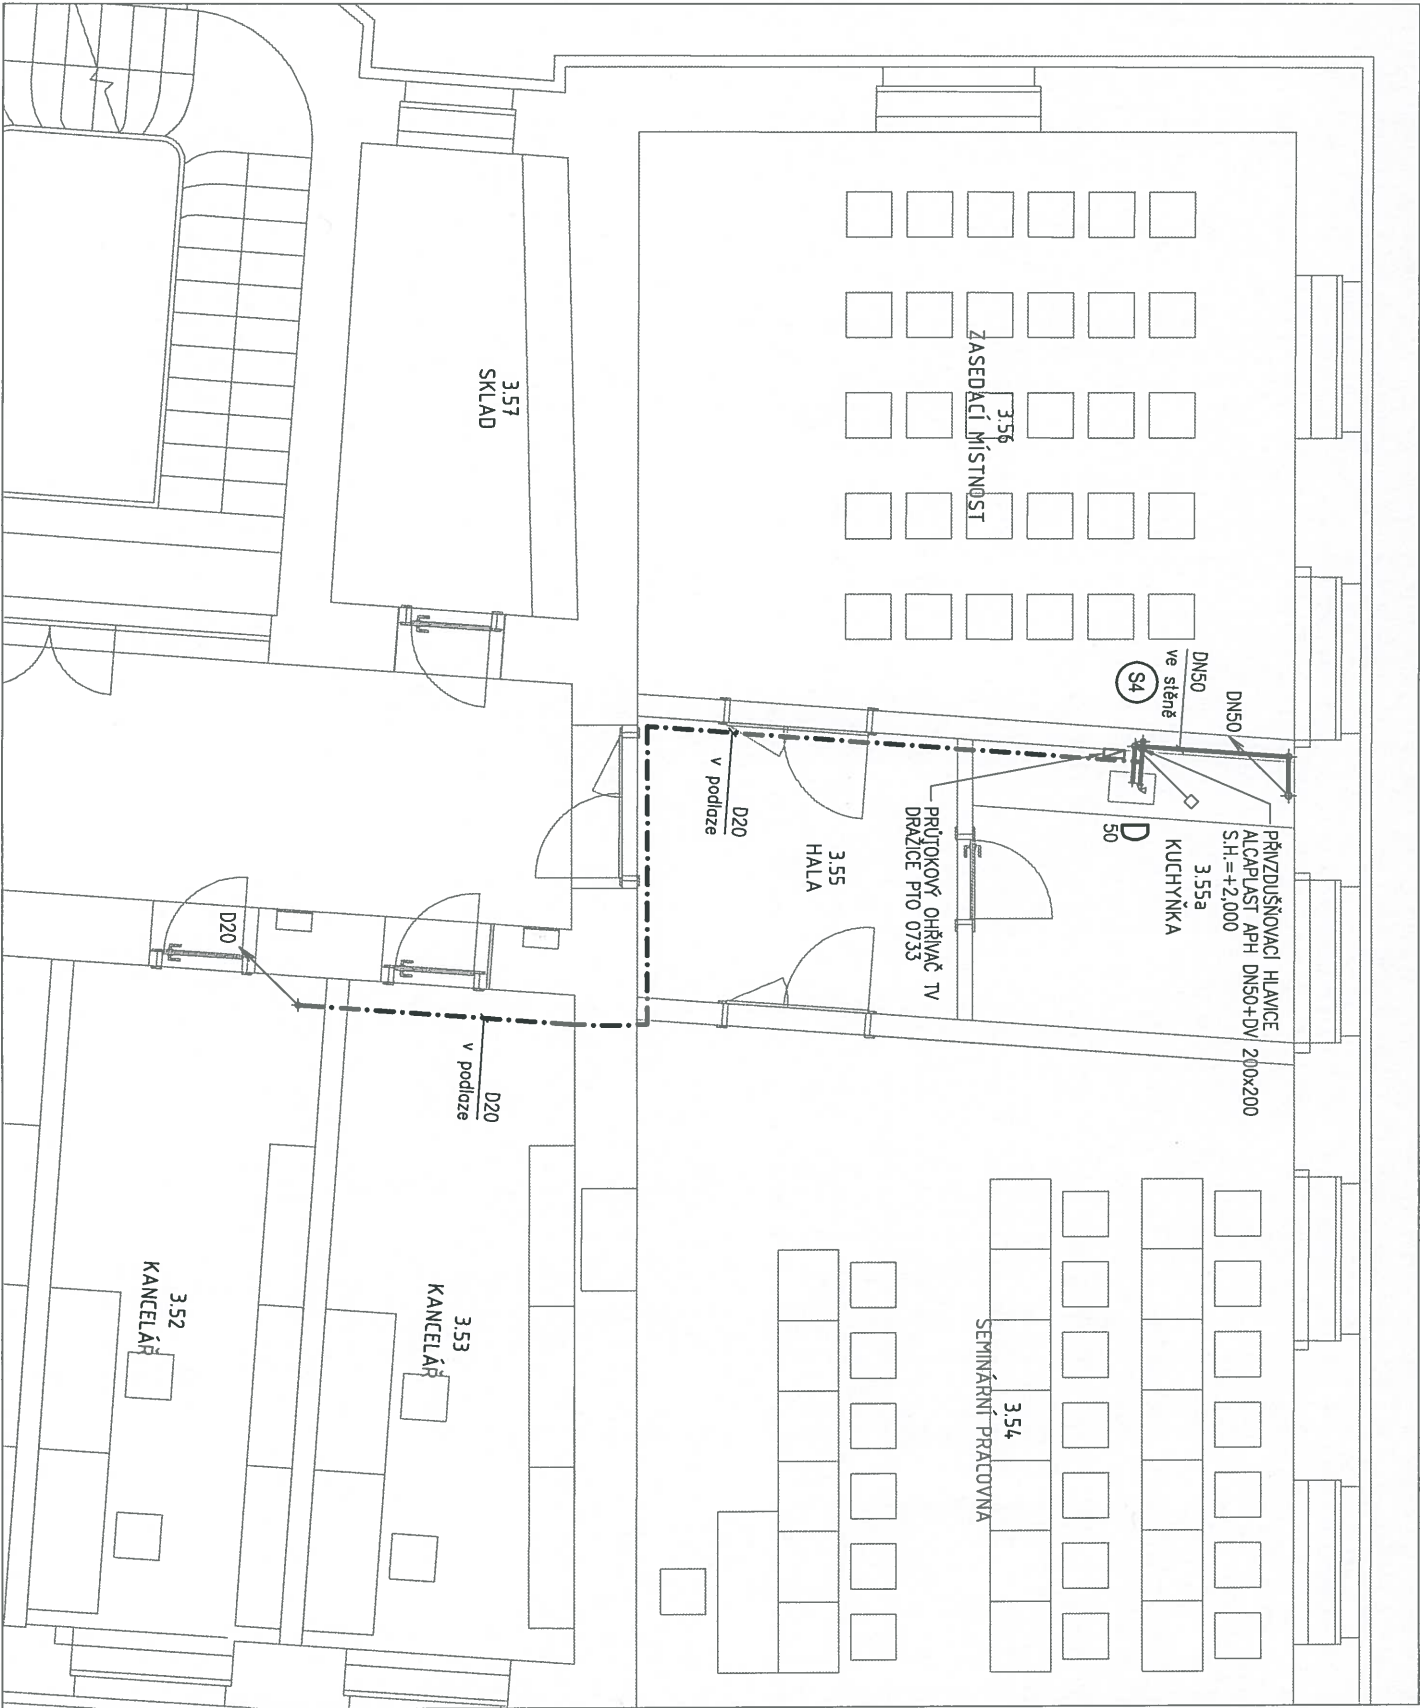 3.57
SKLAD
3.56
ZASEDACÍ MÍSTNOST
DN50
ve stěně
S4
DN50
PŘIVZDUŠŇOVACÍ HLAVICE
ALCAPLAST APH DN50+DV 200x200
S.H.=+2,000
3.55a
KUCHYŇKA
D
50
PRŮTOKOVÝ OHŘÍVAČ TV
DRAŽICE PTO 0733
3.55
HALA
D20
v podlaze
D20
D20
v podlaze
3.54
SEMINÁRNÍ PRACOVNA
3.53
KANCELÁŘ
3.52
KANCELÁŘ